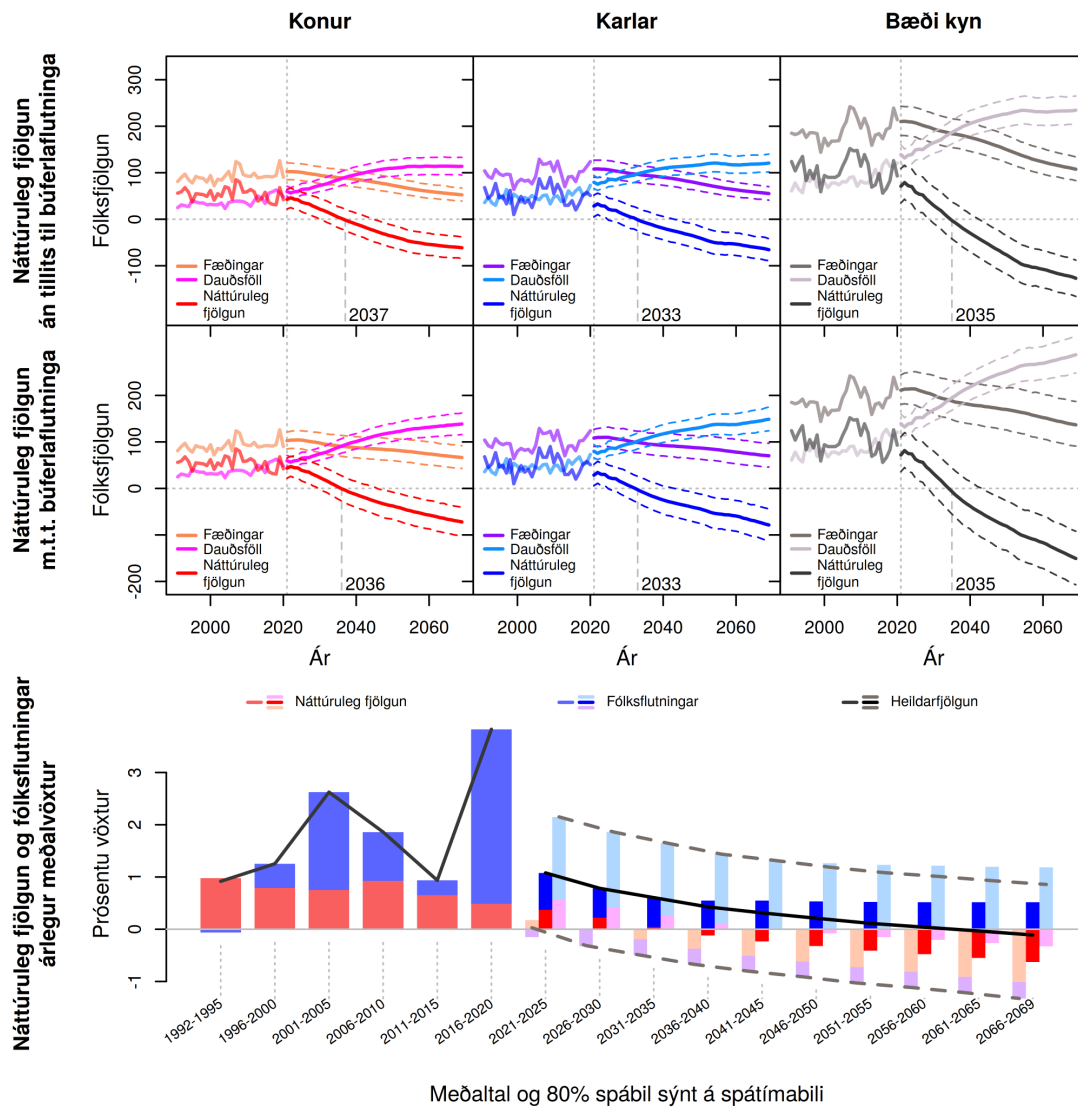 Konur
Karlar
Bæði kyn
Náttúruleg fjölgun
án tillits til búferlaflutninga
Fólksfjölgun
300
200
100
0
-100
Fæðingar
Dauðsföll
Náttúruleg
fjölgun
2037
Fæðingar
Dauðsföll
Náttúruleg
fjölgun
2033
Fæðingar
Dauðsföll
Náttúruleg
fjölgun
2035
Náttúruleg fjölgun
m.t.t. búferlaflutninga
Fólksfjölgun
200
100
0
-200
Fæðingar
Dauðsföll
Náttúruleg
fjölgun
2036
Fæðingar
Dauðsföll
Náttúruleg
fjölgun
2033
Fæðingar
Dauðsföll
Náttúruleg
fjölgun
2035
2000 2020 2040 2060
2000 2020 2040 2060
2000 2020 2040 2060
Ár
Ár
Ár
Náttúruleg fjölgun og fólksflutningar
árlegur meðalvöxtur
Náttúruleg fjölgun
Fólksflutningar
Heildarfjölgun
Prósentu vöxtur
3
2
1
0
-1
1992-1995
1996-2000
2001-2005
2006-2010
2011-2015
2016-2020
2021-2025
2026-2030
2031-2035
2036-2040
2041-2045
2046-2050
2051-2055
2056-2060
2061-2065
2066-2069
Meðaltal og 80% spábil sýnt á spátímabili